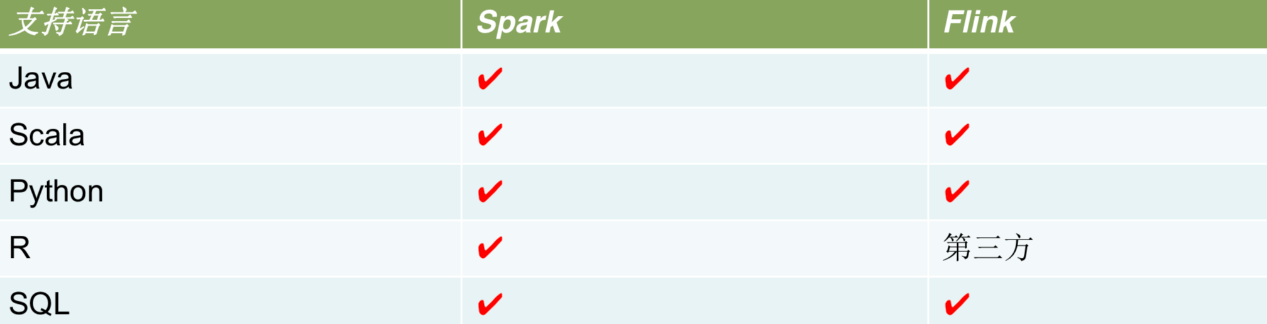 支持语言 Spark Flink
Java ✔ ✔
Scala ✔ ✔
Python ✔ ✔
R ✔ 第三方
SQL ✔ ✔